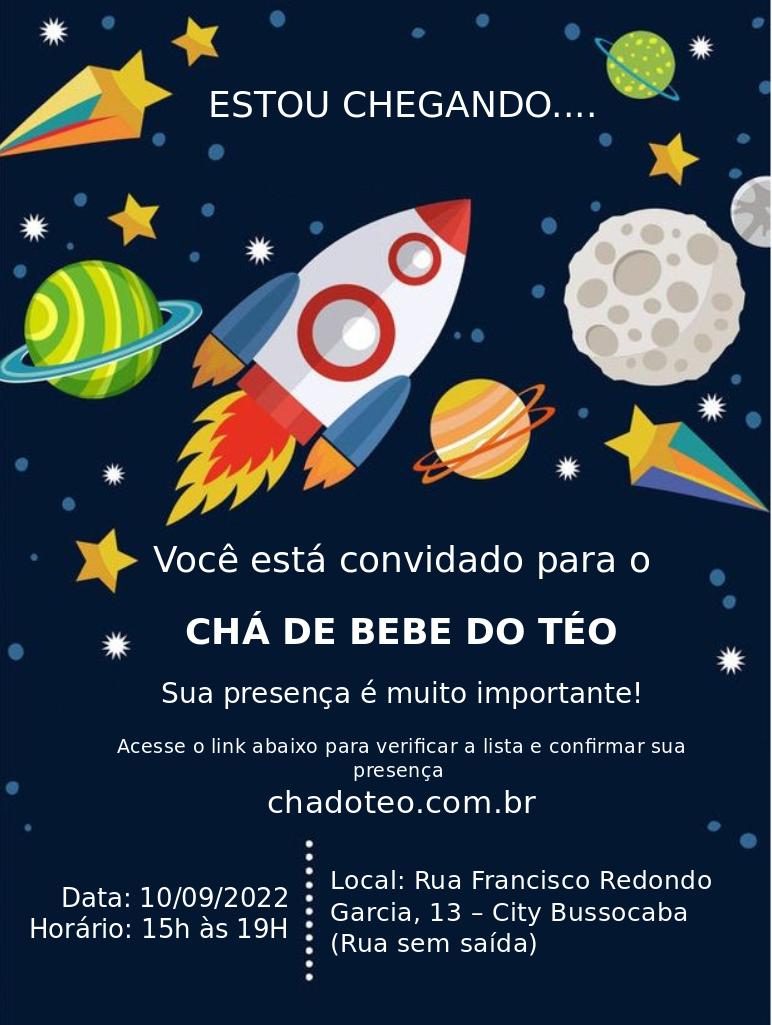 ESTOU CHEGANDO....
Você está convidado para o
CHÁ DE BEBE DO TÉO
Sua presença é muito importante!
Acesse o link abaixo para verificar a lista e confirmar sua
presença
chadoteo.com.br
Data: 10/09/2022
Horário: 15h às 19H
Local: Rua Francisco Redondo
Garcia, 13 – City Bussocaba
(Rua sem saída)